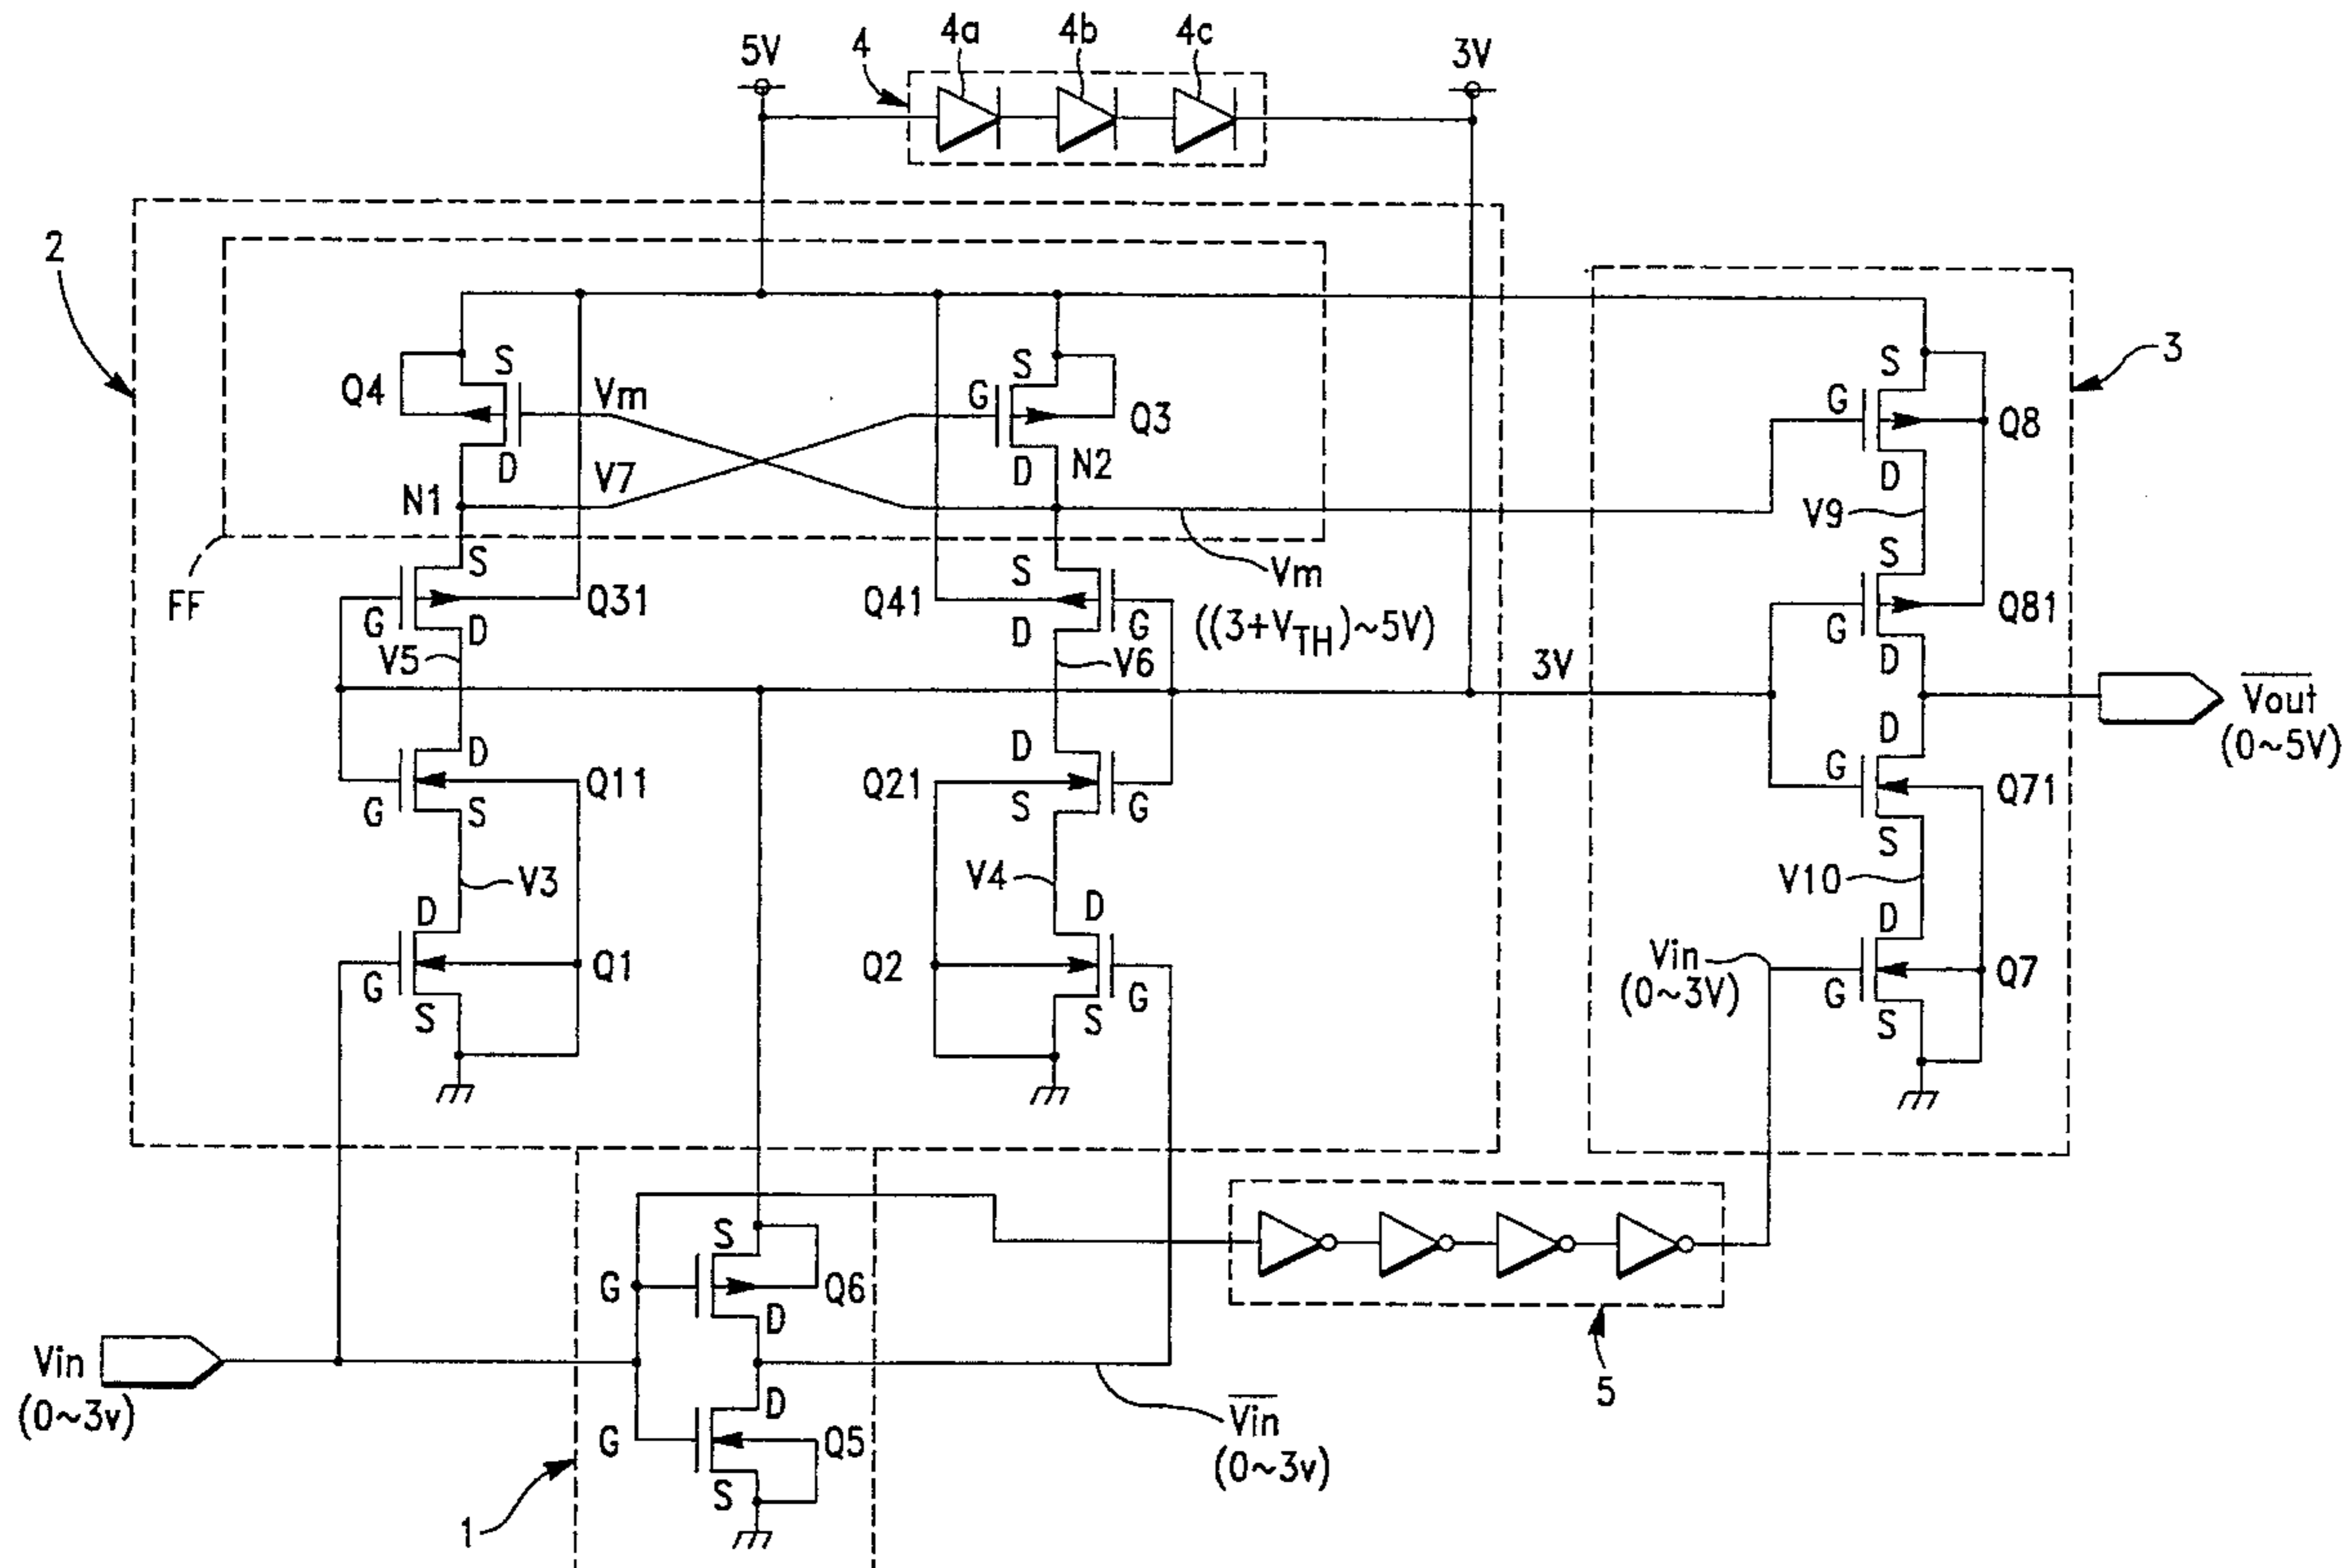 4a 4b 4c
5V 4 3V
2
S S S
Q4 Vm G Q3 G Q8
D V7 D N2 D
N1 V9
3
FF
S S Vm S
Q31 Q41 ((3+VTH)~5V) Q81
G D D G G
V5 V6 3V D
Vout
(0~5V)
D D D
Q11 Q21 G Q71
G S S G S
V3 V4 V10
D D D
Q1 Q2 Vin Q7
G G (0~3V) G
S S S
S
G Q6
D
Vin
(0~3v)
5
D Vin
G Q5 (0~3v)
S
1